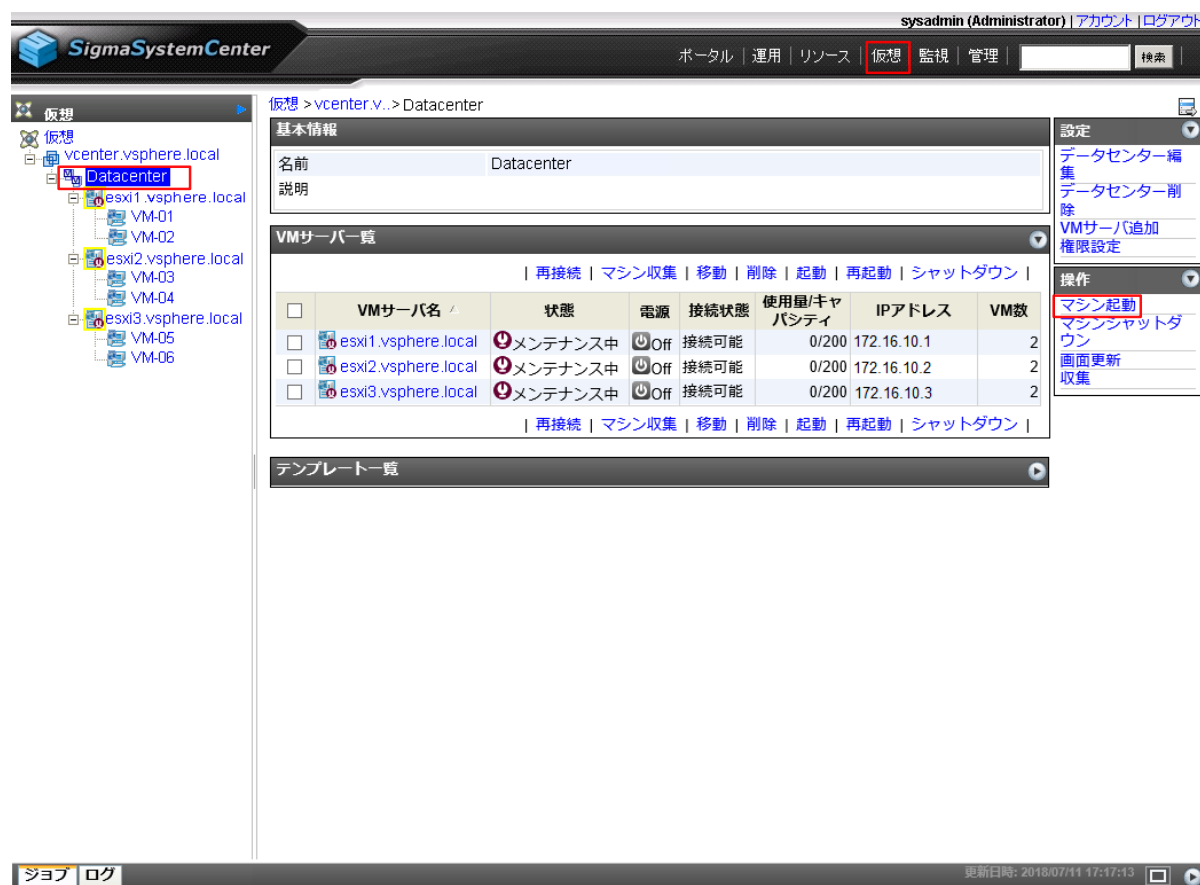 sysadmin (Administrator) | アカウント | ログアウト
SigmaSystemCenter
ポータル | 運用 | リソース | 仮想 | 監視 | 管理 | 検索 |
仮想
仮想
vcenter.vsphere.local
Datacenter
esxi1.vsphere.local
VM-01
VM-02
esxi2.vsphere.local
VM-03
VM-04
esxi3.vsphere.local
VM-05
VM-06
仮想 > vcenter.v..> Datacenter
基本情報
名前 Datacenter
説明
VMサーバ一覧
| 再接続 | マシン収集 | 移動 | 削除 | 起動 | 再起動 | シャットダウン |
VMサーバ名 状態 電源 接続状態 使用量/キャパシティ IPアドレス VM数
esxi1.vsphere.local メンテナンス中 Off 接続可能 0/200 172.16.10.1 2
esxi2.vsphere.local メンテナンス中 Off 接続可能 0/200 172.16.10.2 2
esxi3.vsphere.local メンテナンス中 Off 接続可能 0/200 172.16.10.3 2
| 再接続 | マシン収集 | 移動 | 削除 | 起動 | 再起動 | シャットダウン |
テンプレート一覧
設定
データセンター編
集
データセンター削
除
VMサーバ追加
権限設定
操作
マシン起動
マシンシャットダ
ウン
画面更新
収集
ジョブ ログ
更新日時: 2018/07/11 17:17:13